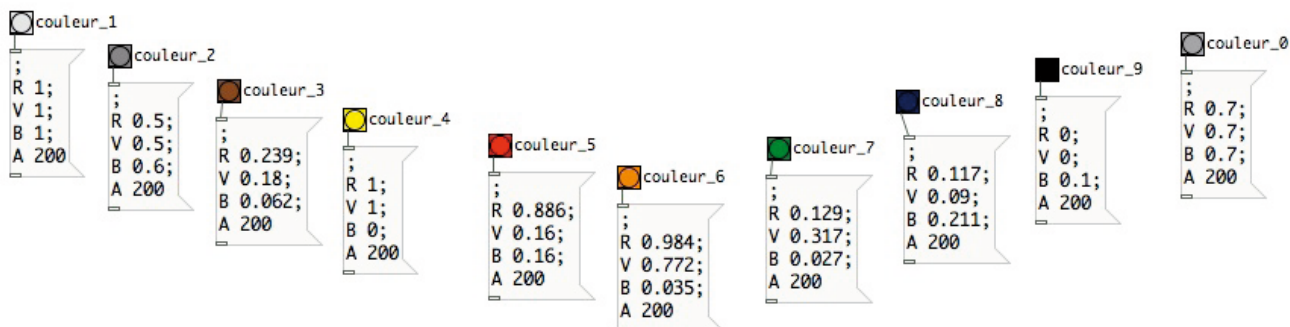 couleur_1
;
R 1;
V 1;
B 1;
A 200
couleur_2
;
R 0.5;
V 0.5;
B 0.6;
A 200
couleur_3
;
R 0.239;
V 0.18;
B 0.062;
A 200
couleur_4
;
R 1;
V 1;
B 0;
A 200
couleur_5
;
R 0.886;
V 0.16;
B 0.16;
A 200
couleur_6
;
R 0.984;
V 0.772;
B 0.035;
A 200
couleur_7
;
R 0.129;
V 0.317;
B 0.027;
A 200
couleur_8
;
R 0.117;
V 0.09;
B 0.211;
A 200
couleur_9
;
R 0;
V 0;
B 0.1;
A 200
couleur_0
;
R 0.7;
V 0.7;
B 0.7;
A 200